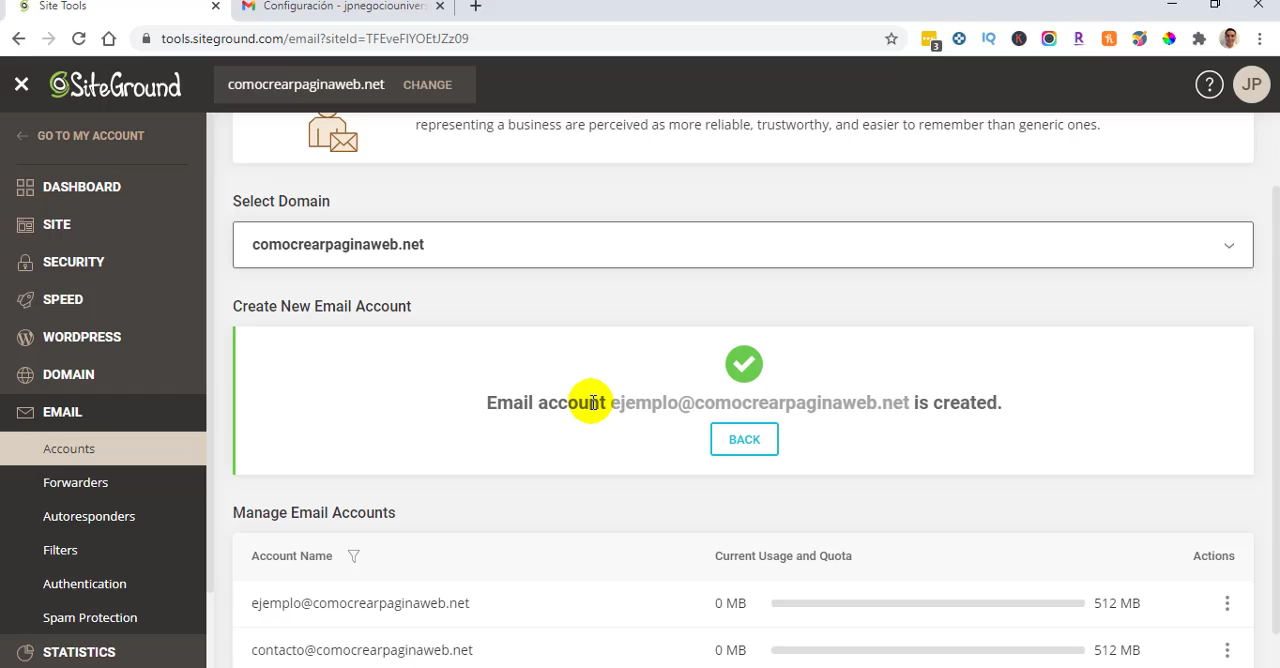 Site Tools
Configuración - jpnegociouniver
tools.siteground.com/email?siteId=TFEveFIYOEtJZz09
3
IQ
K
R
SiteGround
comocrearpaginaweb.net CHANGE
?
JP
GO TO MY ACCOUNT
representing a business are perceived as more reliable, trustworthy, and easier to remember than generic ones.
DASHBOARD
SITE
SECURITY
SPEED
WORDPRESS
DOMAIN
EMAIL
Accounts
Forwarders
Autoresponders
Filters
Authentication
Spam Protection
STATISTICS
Select Domain
comocrearpaginaweb.net
Create New Email Account
Email account ejemplo@comocrearpaginaweb.net is created.
BACK
Manage Email Accounts
Account Name Current Usage and Quota Actions
ejemplo@comocrearpaginaweb.net 0 MB 512 MB
contacto@comocrearpaginaweb.net 0 MB 512 MB